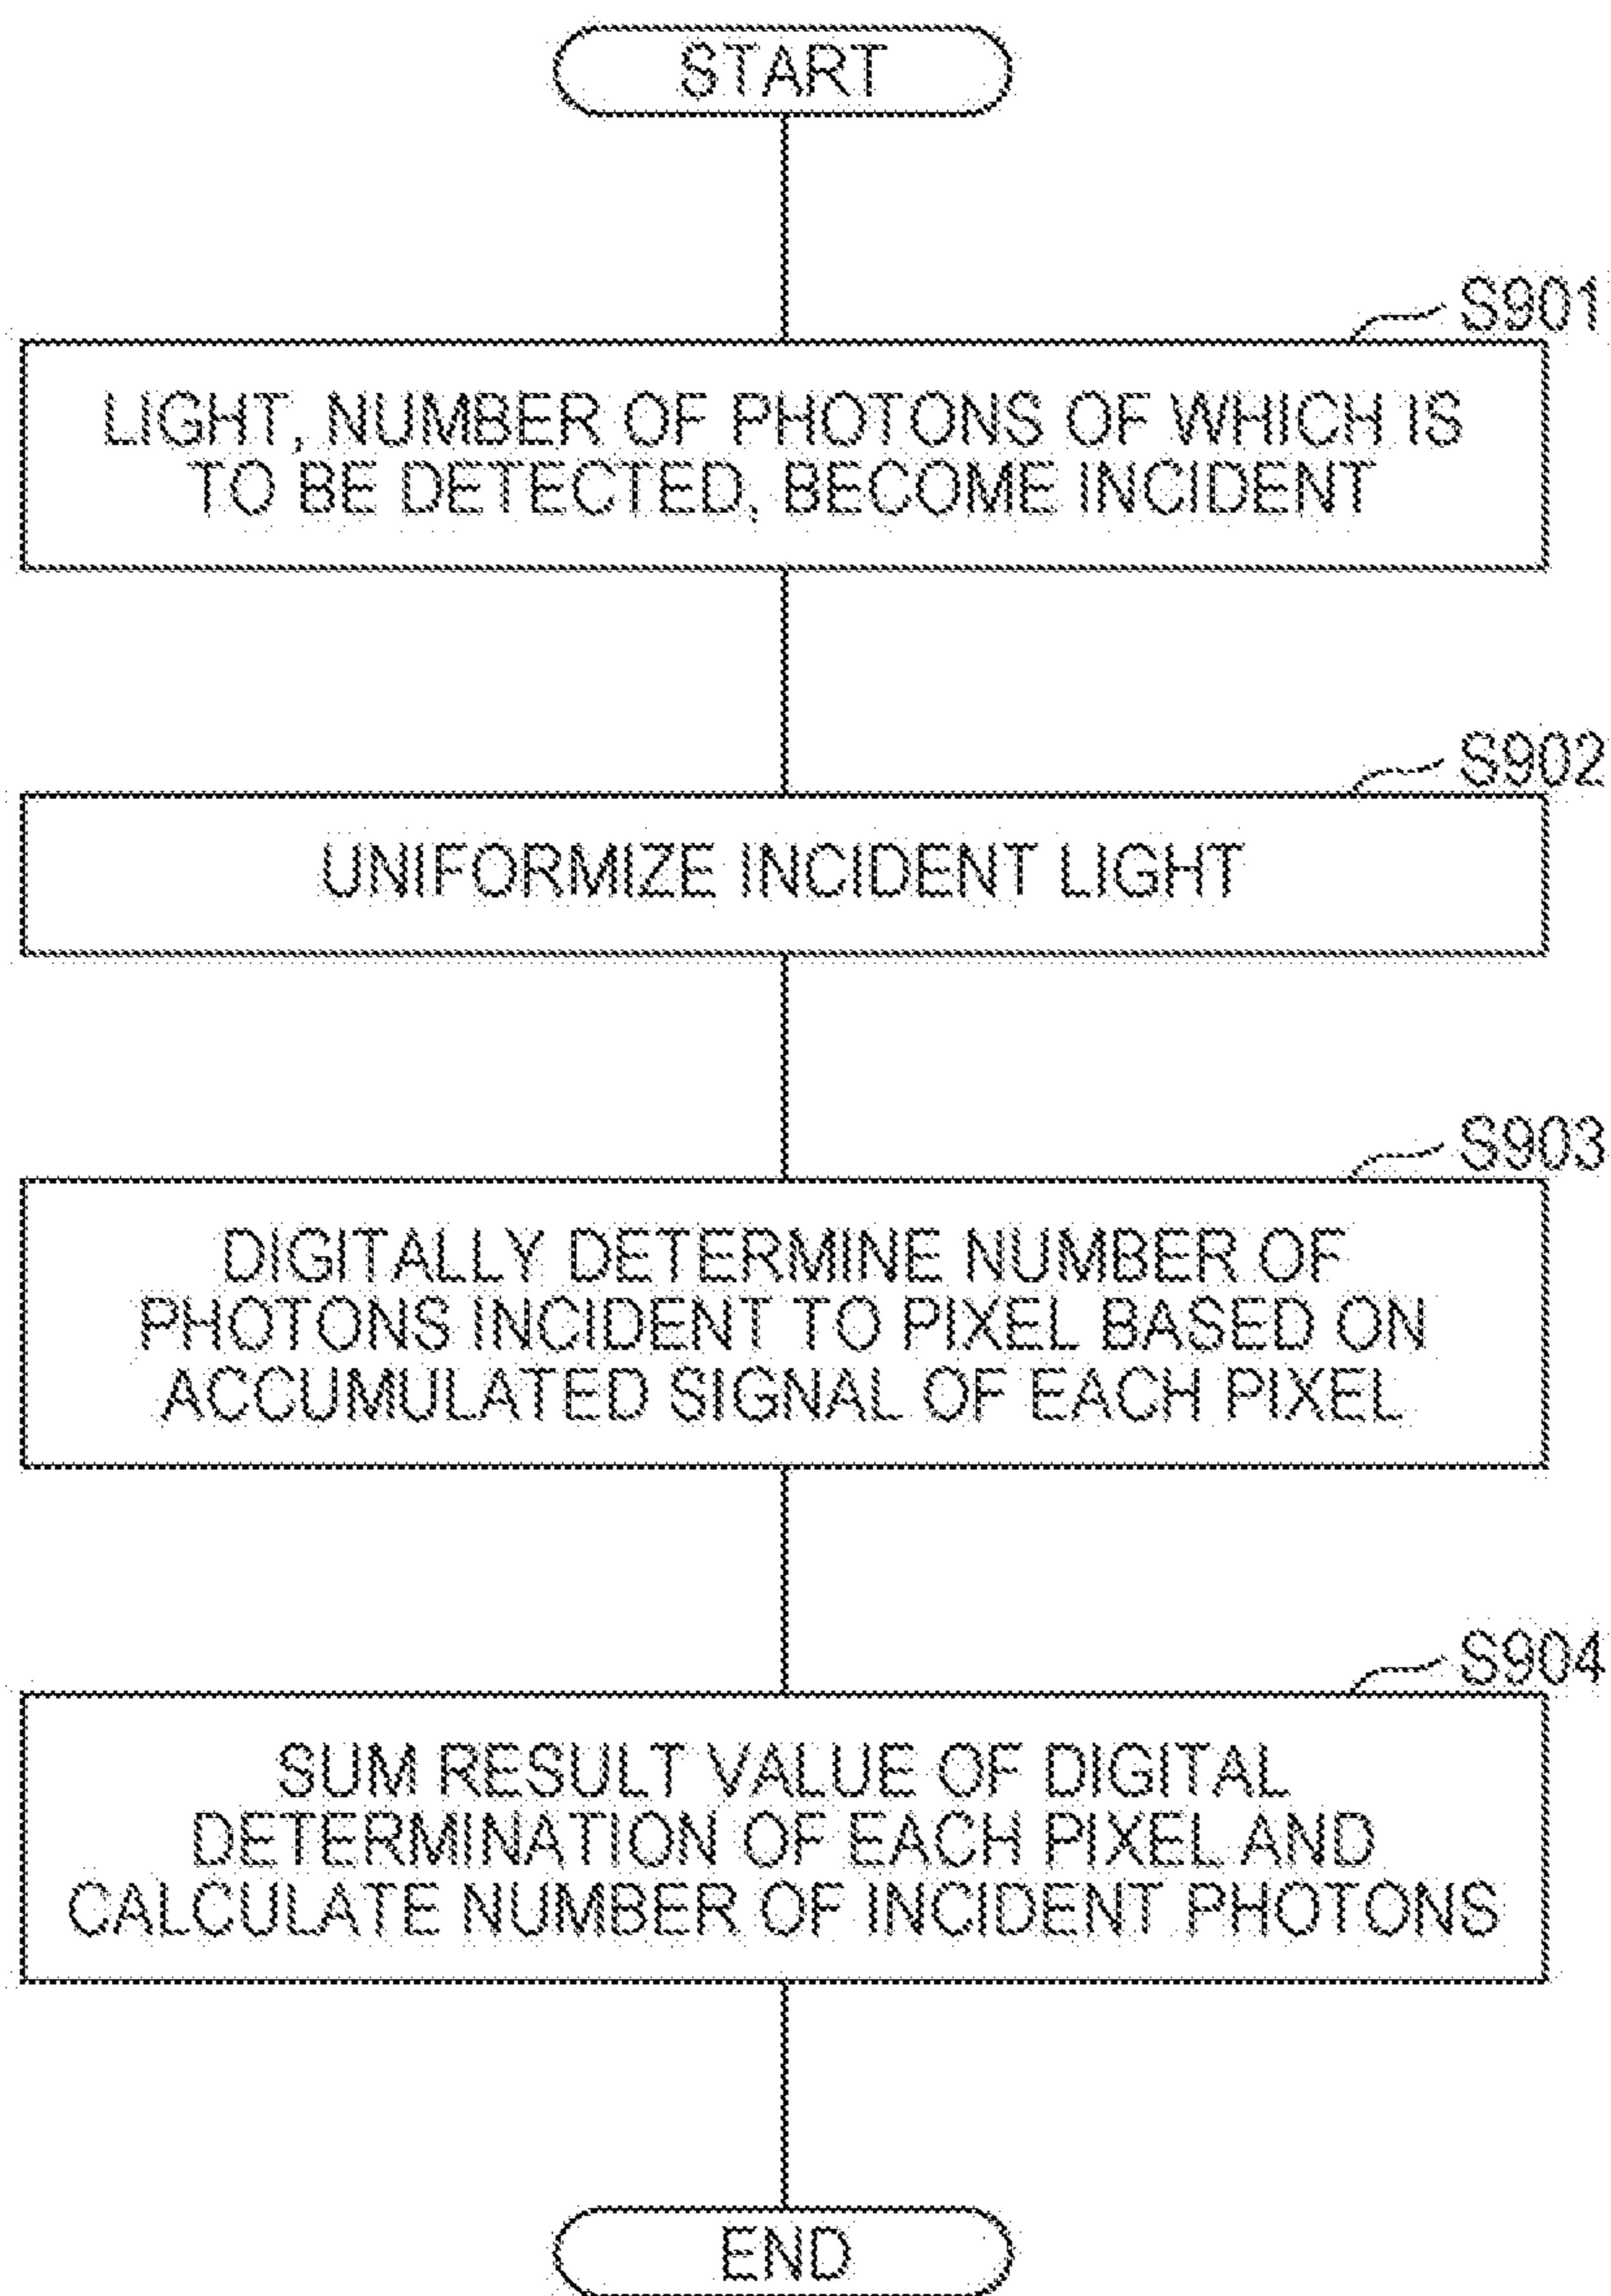 START
S901
LIGHT, NUMBER OF PHOTONS OF WHICH IS
TO BE DETECTED, BECOME INCIDENT
S902
UNIFORMIZE INCIDENT LIGHT
S903
DIGITALLY DETERMINE NUMBER OF
PHOTONS INCIDENT TO PIXEL BASED ON
ACCUMULATED SIGNAL OF EACH PIXEL
S904
SUM RESULT VALUE OF DIGITAL
DETERMINATION OF EACH PIXEL AND
CALCULATE NUMBER OF INCIDENT PHOTONS
END